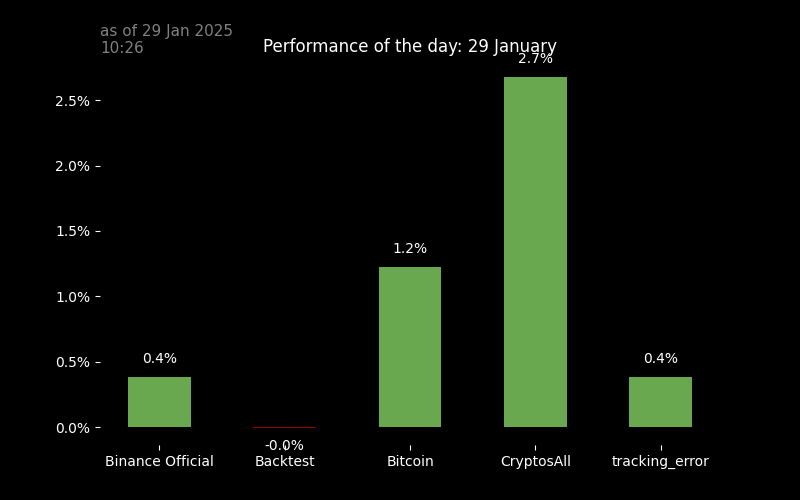 as of 29 Jan 2025
10:26
Performance of the day: 29 January
2.7%
2.5%
2.0%
1.5%
1.2%
1.0%
0.5%
0.4%
0.4%
0.0%
-0.0%
Binance Official
Backtest
Bitcoin
CryptosAll
tracking_error